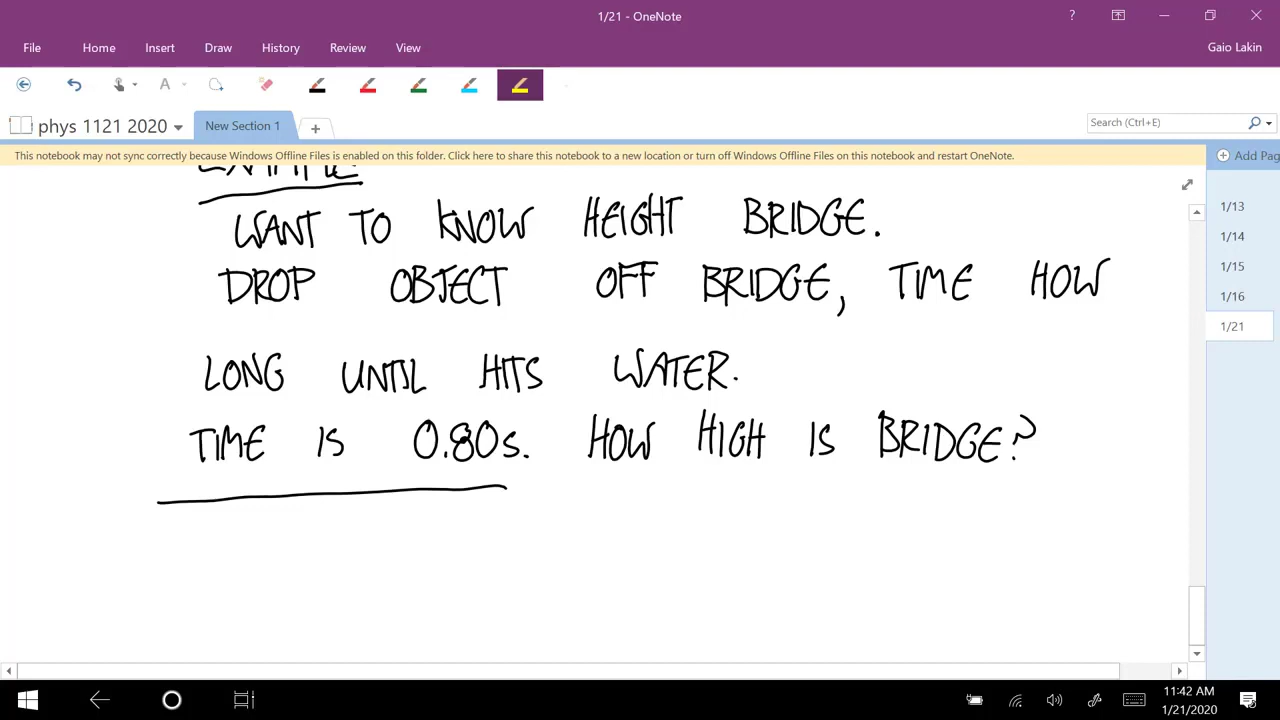 1/21 - OneNote
File Home Insert Draw History Review View Gaio Lakin
phys 1121 2020 New Section 1 Search (Ctrl+E)
This notebook may not sync correctly because Windows Offline Files is enabled on this folder. Click here to share this notebook to a new location or turn off Windows Offline Files on this notebook and restart OneNote.
Add Pag
EXAMPLE
WANT TO KNOW HEIGHT BRIDGE.
DROP OBJECT OFF BRIDGE, TIME HOW
LONG UNTIL HITS WATER.
TIME IS 0.80s. HOW HIGH IS BRIDGE?
1/13
1/14
1/15
1/16
1/21
11:42 AM
1/21/2020